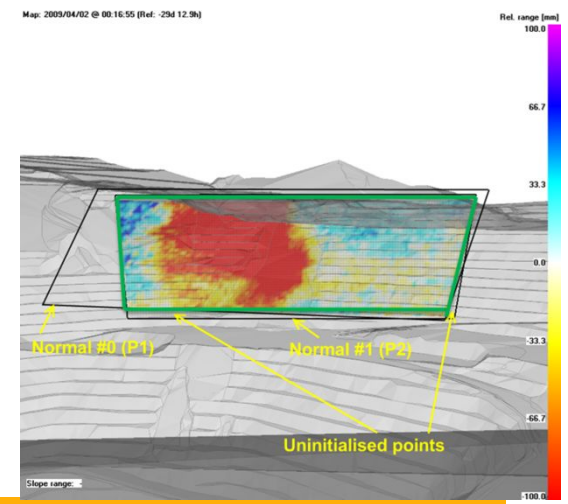 Map: 2009/04/02 @ 00:16:55 (Ref: -29d 12.9h)
Rel. range [mm]
100.0
66.7
33.3
0.0
-33.3
-66.7
-100.0
Normal #0 (P1)
Normal #1 (P2)
Uninitialised points
Slope range: -